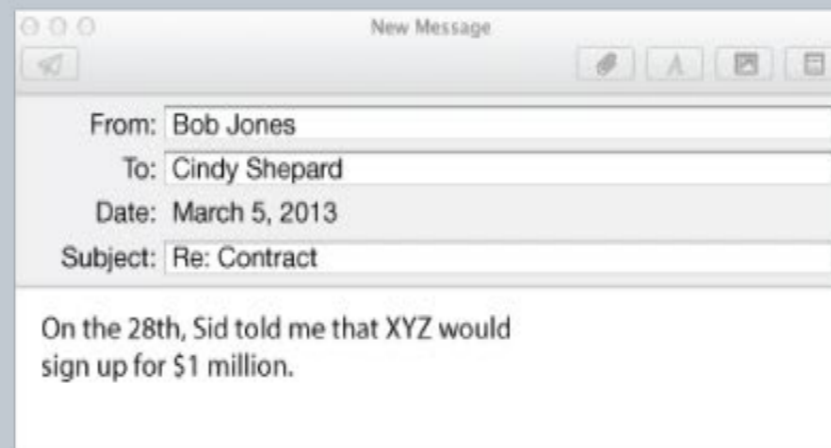 New Message
From: Bob Jones
To: Cindy Shepard
Date: March 5, 2013
Subject: Re: Contract
On the 28th, Sid told me that XYZ would
sign up for $1 million.